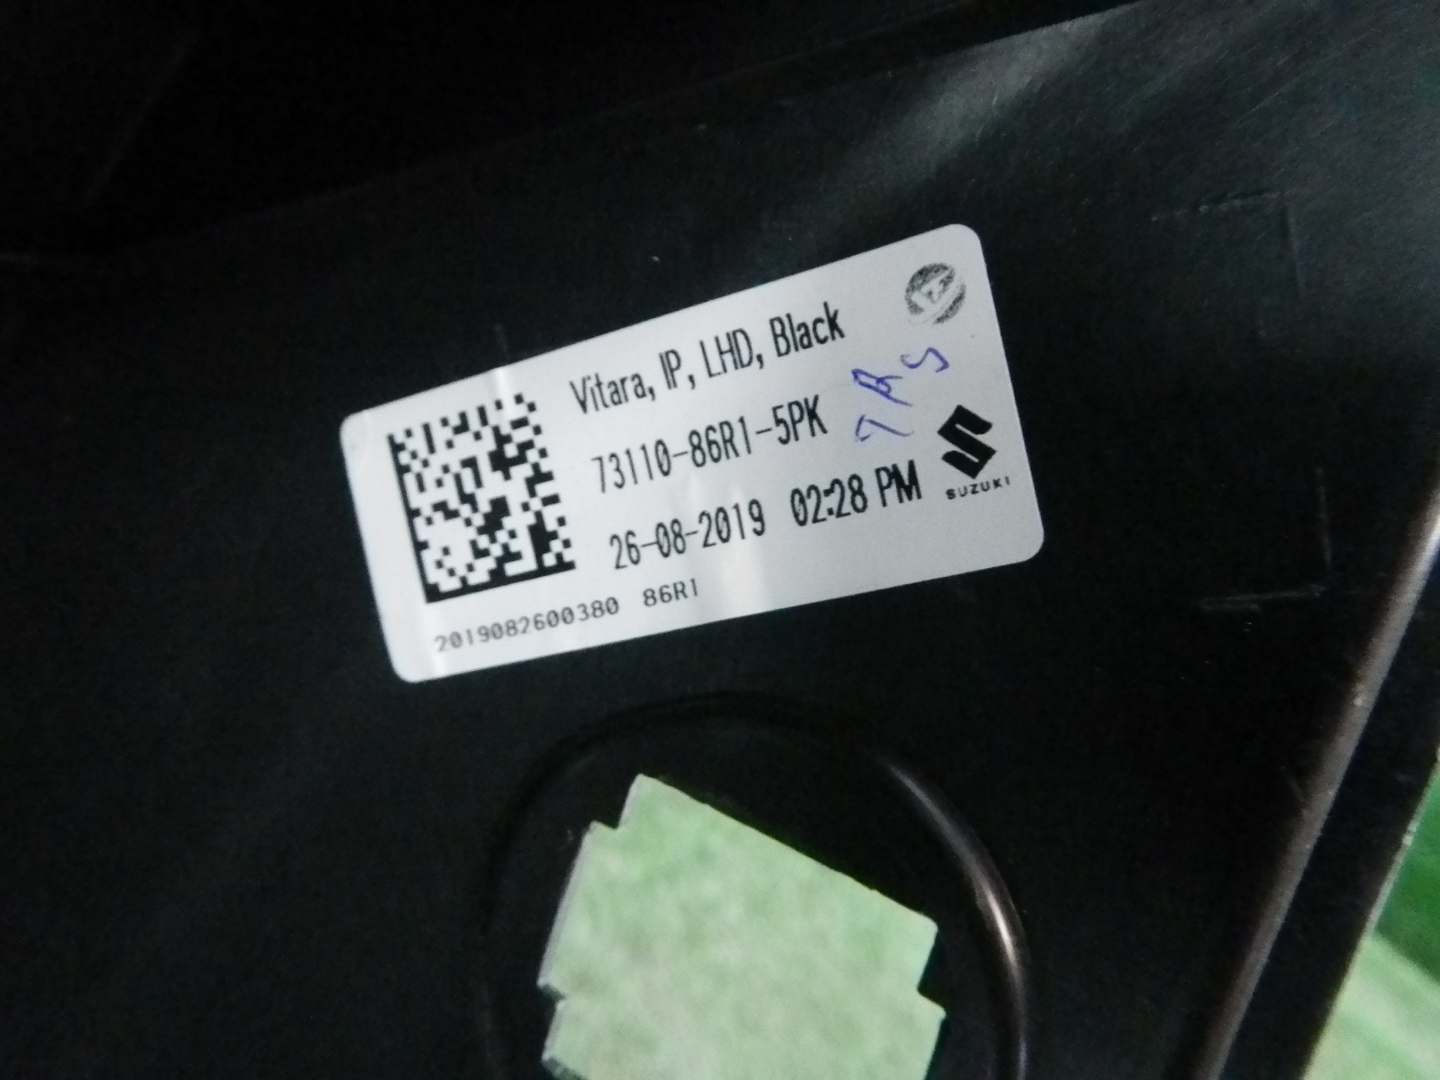 Vitara, IP, LHD, Black
73110-86R1-5PK
26-08-2019 02:28 PM
SUZUKI
2019082600380 86R1